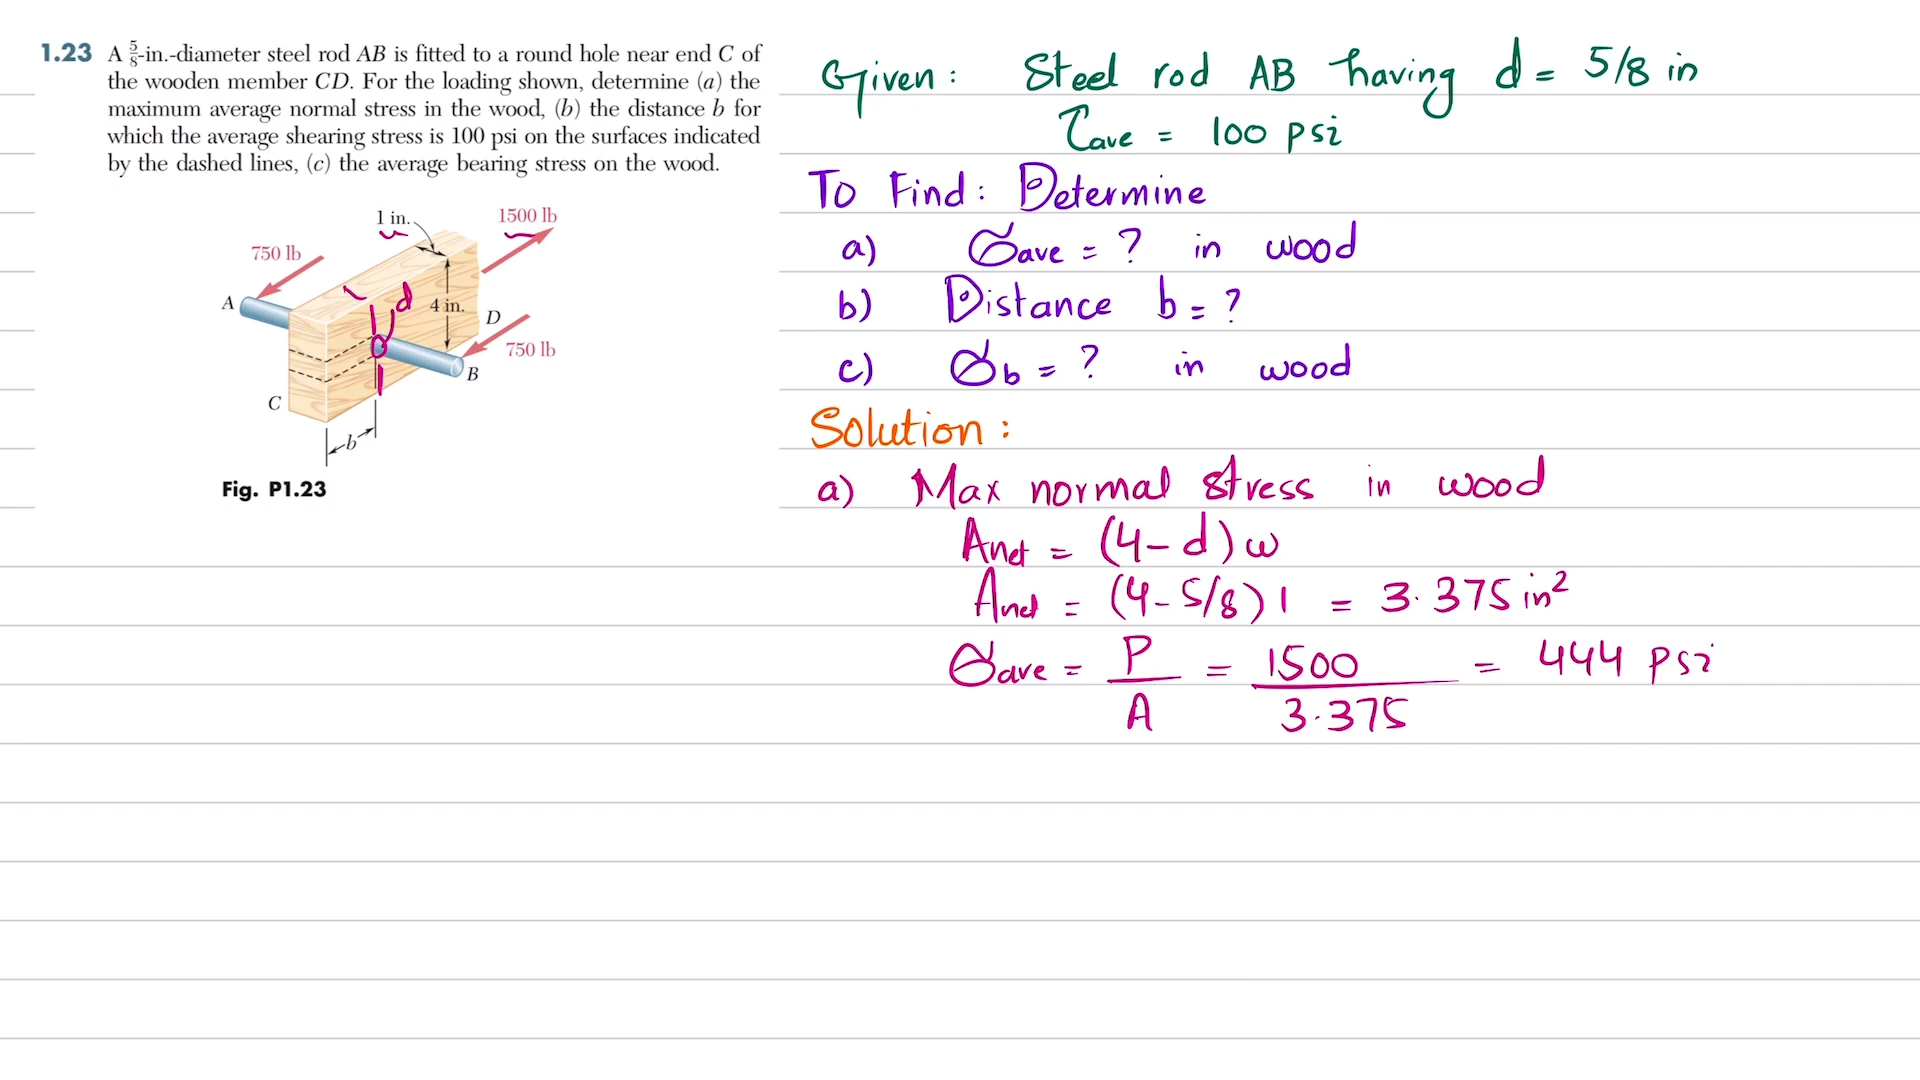 1.23 A 5/8-in.-diameter steel rod AB is fitted to a round hole near end C of
the wooden member CD. For the loading shown, determine (a) the
maximum average normal stress in the wood, (b) the distance b for
which the average shearing stress is 100 psi on the surfaces indicated
by the dashed lines, (c) the average bearing stress on the wood.
1 in.
1500 lb
750 lb
A
d
4 in.
D
750 lb
B
C
b
Fig. P1.23
Given: Steel rod AB having d = 5/8 in
τave = 100 psi
To Find: Determine
a) σave = ? in wood
b) Distance b = ?
c) σb = ? in wood
Solution:
a) Max normal stress in wood
Anet = (4-d)w
Anet = (4-5/8)1 = 3.375 in²
σave = P/A = 1500/3.375 = 444 psi